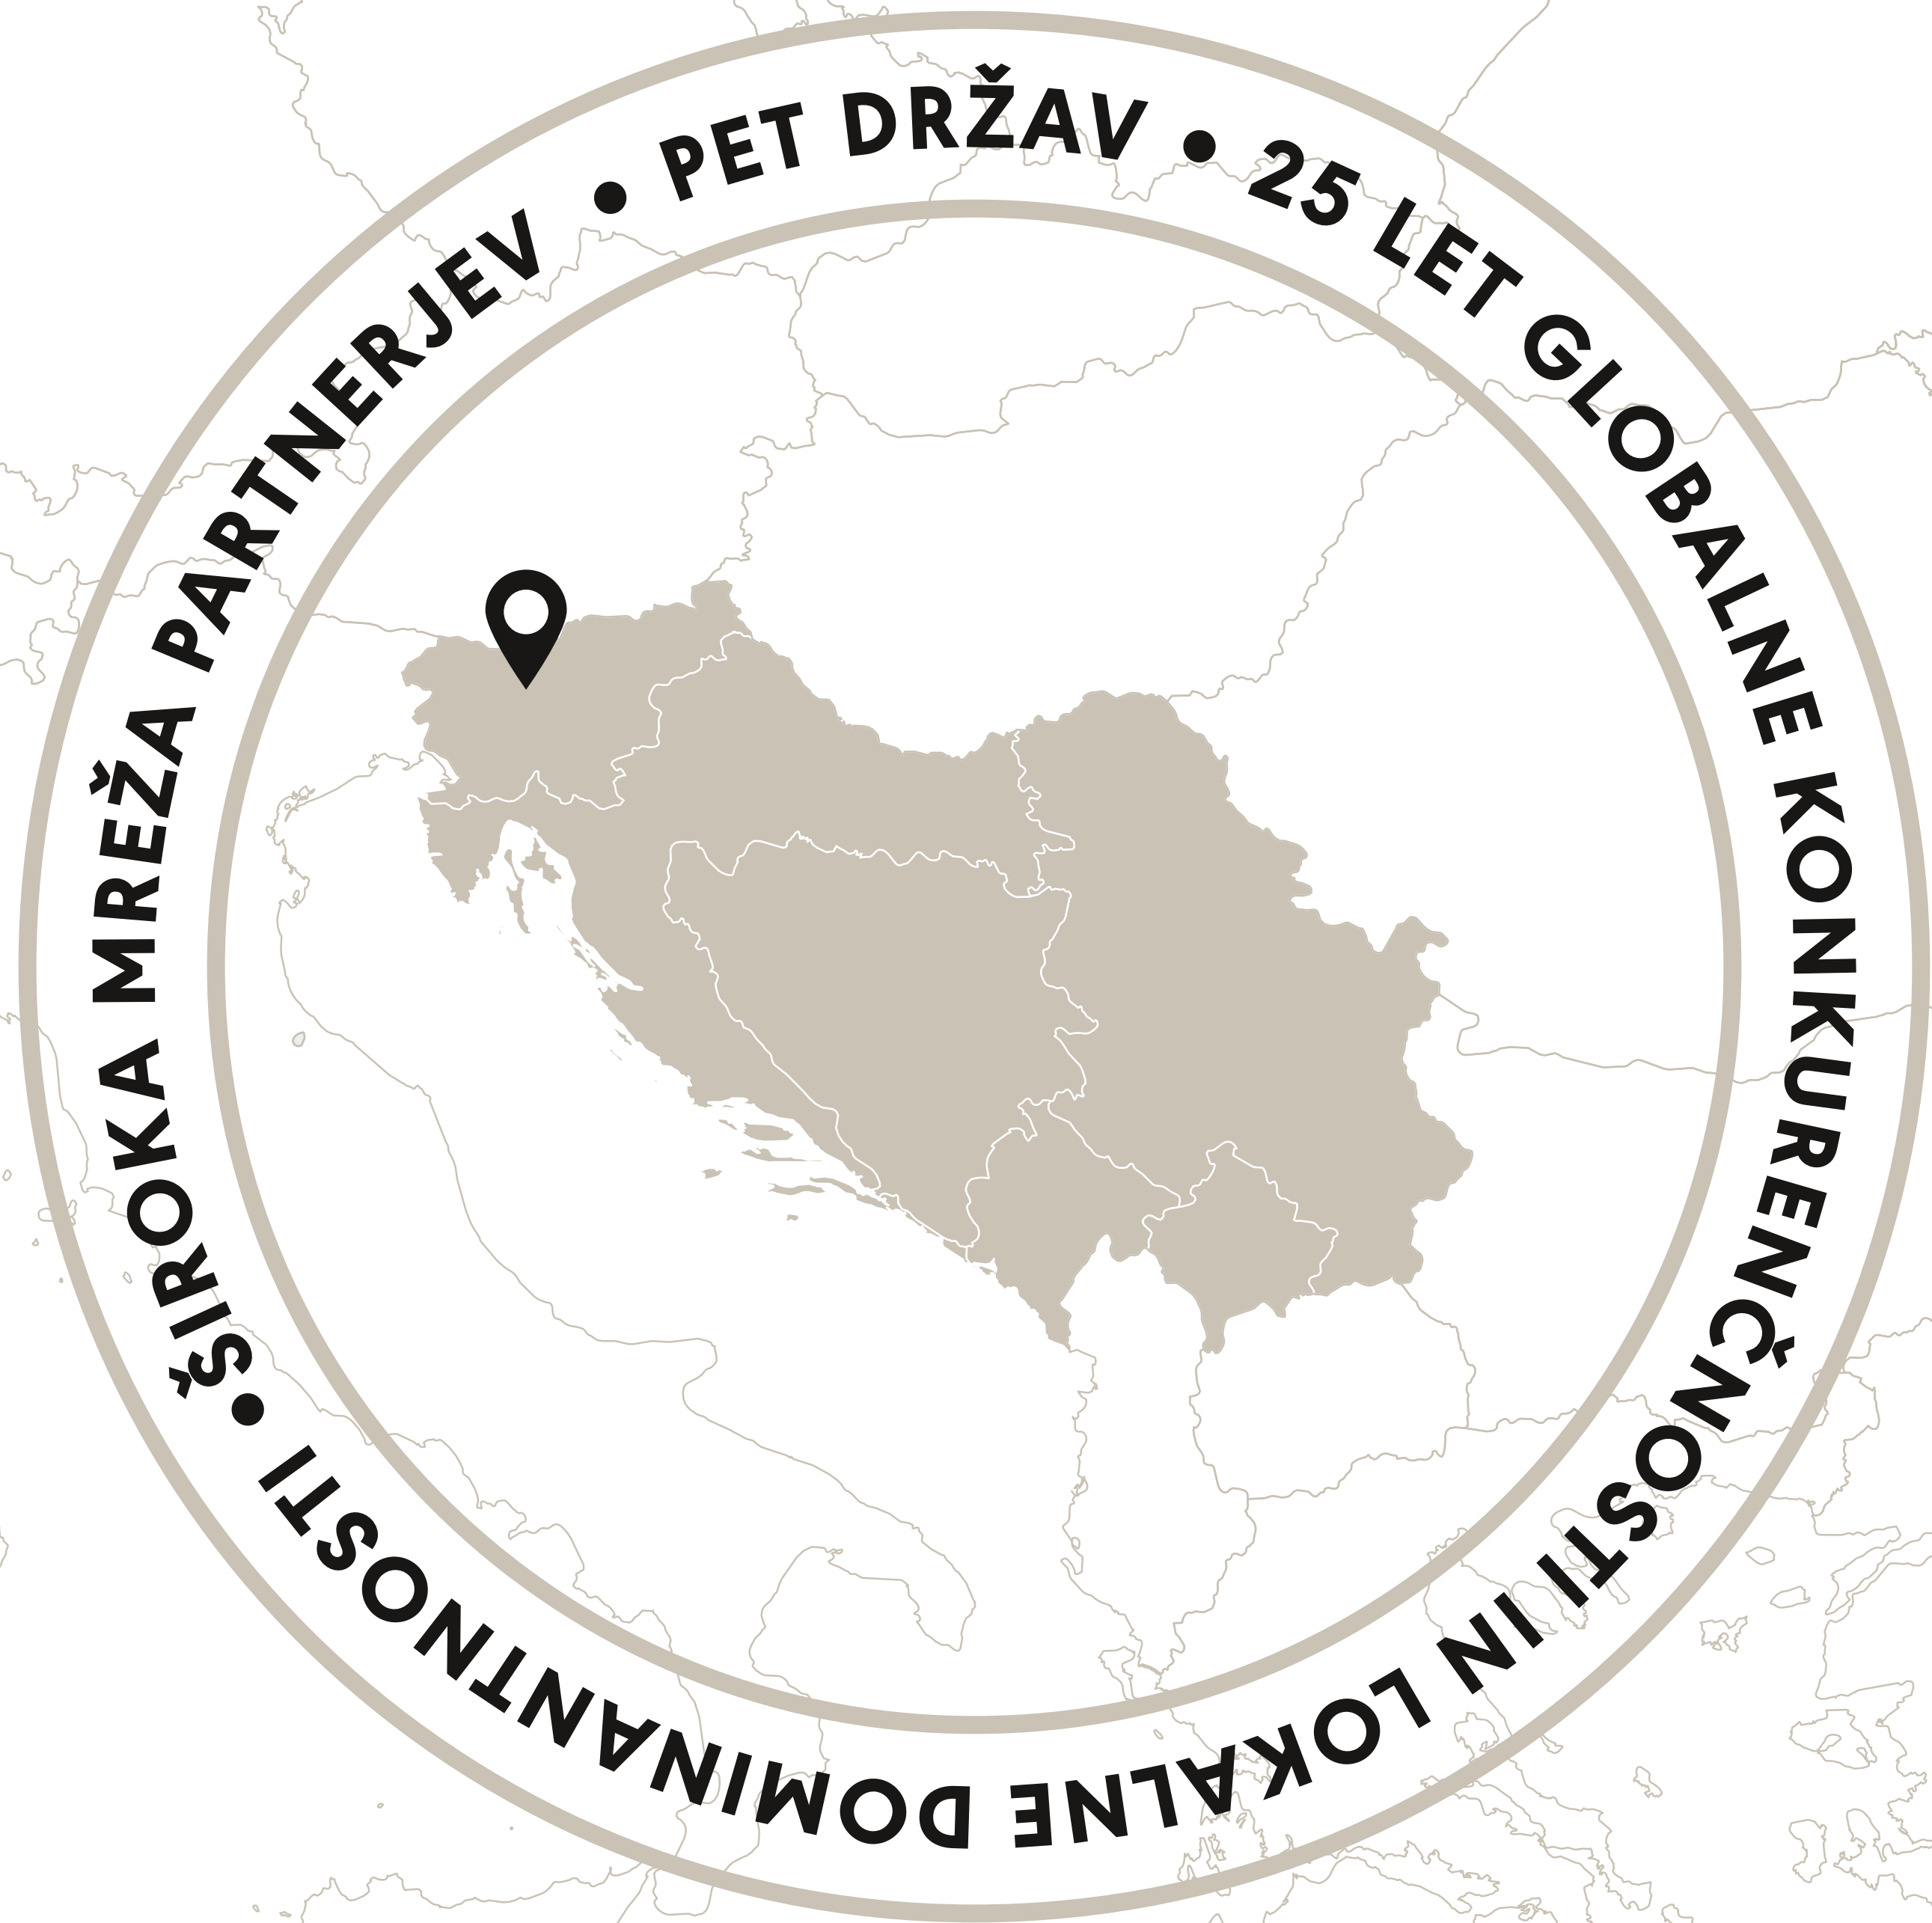 ŠIROKA MREŽA PARTNERJEV • PET DRŽAV • 25 LET GLOBALNE KONKURENČNOSTI IN LOKALNE DOMINANTNOSTI •